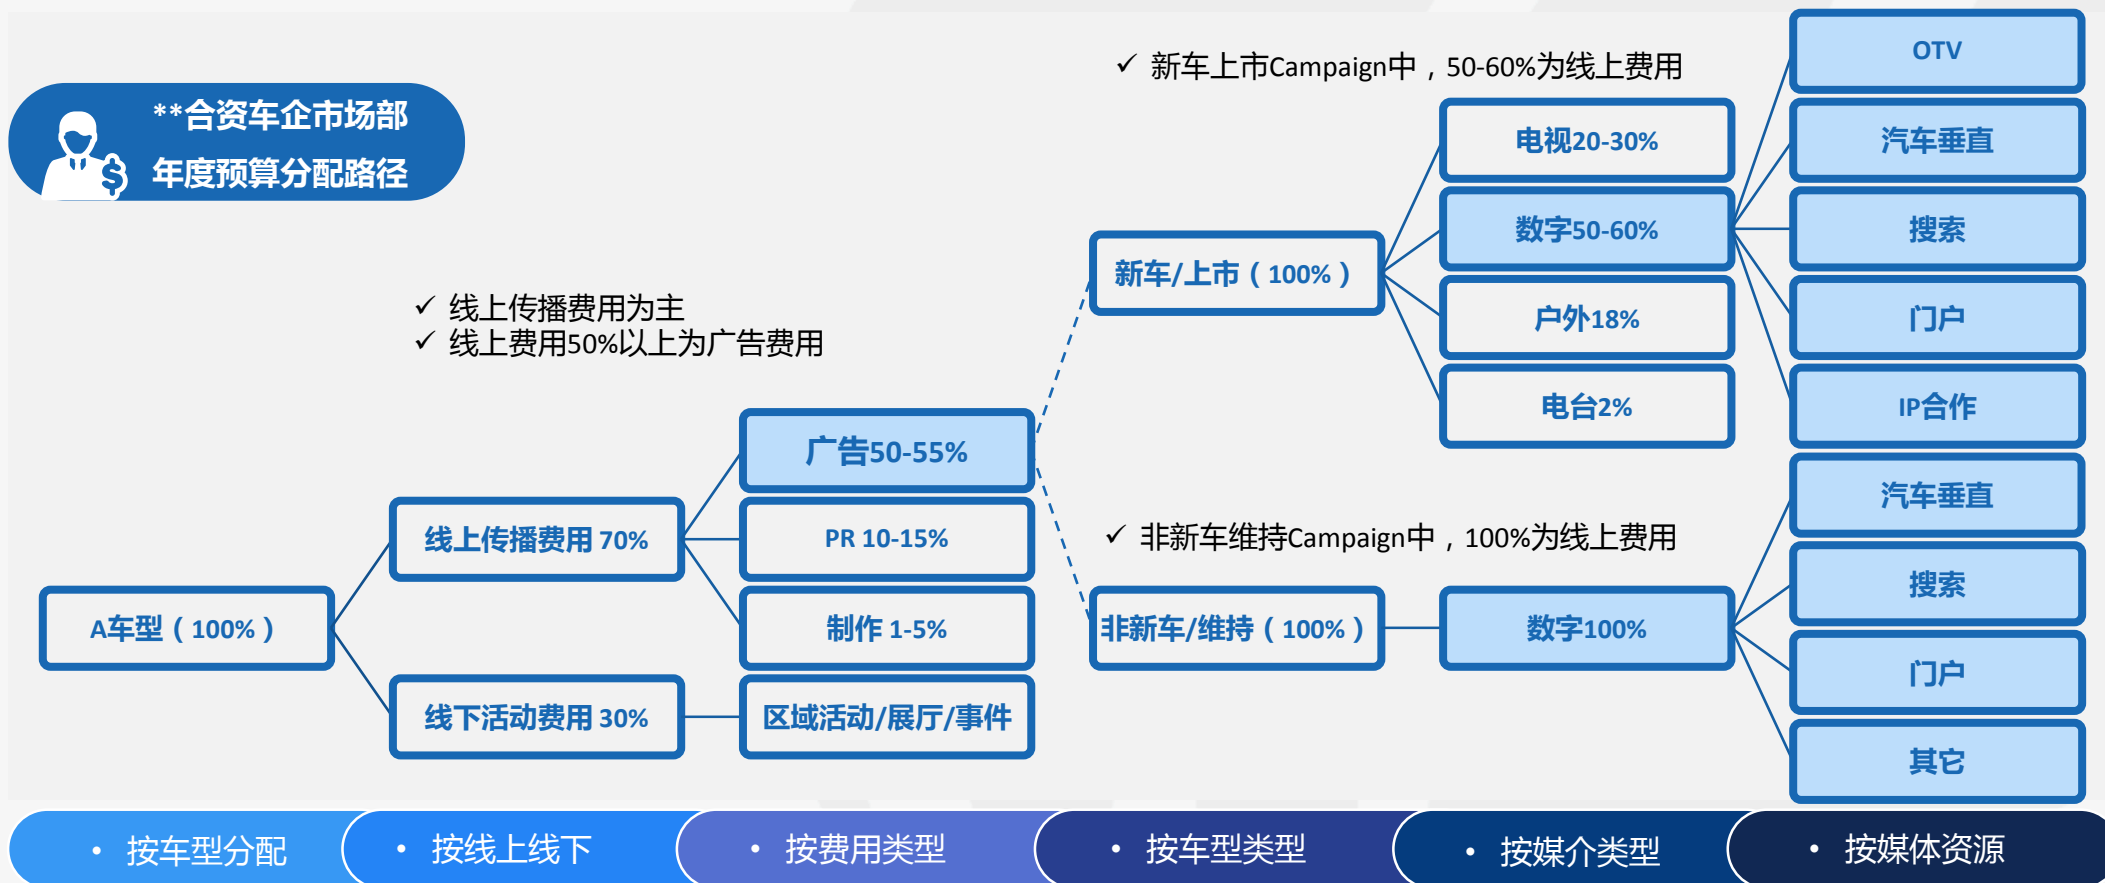 **合资车企市场部
年度预算分配路径
✓ 线上传播费用为主
✓ 线上费用50%以上为广告费用
✓ 新车上市Campaign中，50-60%为线上费用
✓ 非新车维持Campaign中，100%为线上费用
A车型（100%）
线上传播费用 70%
线下活动费用 30%
广告50-55%
PR 10-15%
制作 1-5%
区域活动/展厅/事件
新车/上市（100%）
非新车/维持（100%）
电视20-30%
数字50-60%
户外18%
电台2%
数字100%
OTV
汽车垂直
搜索
门户
IP合作
汽车垂直
搜索
门户
其它
• 按车型分配
• 按线上线下
• 按费用类型
• 按车型类型
• 按媒介类型
• 按媒体资源